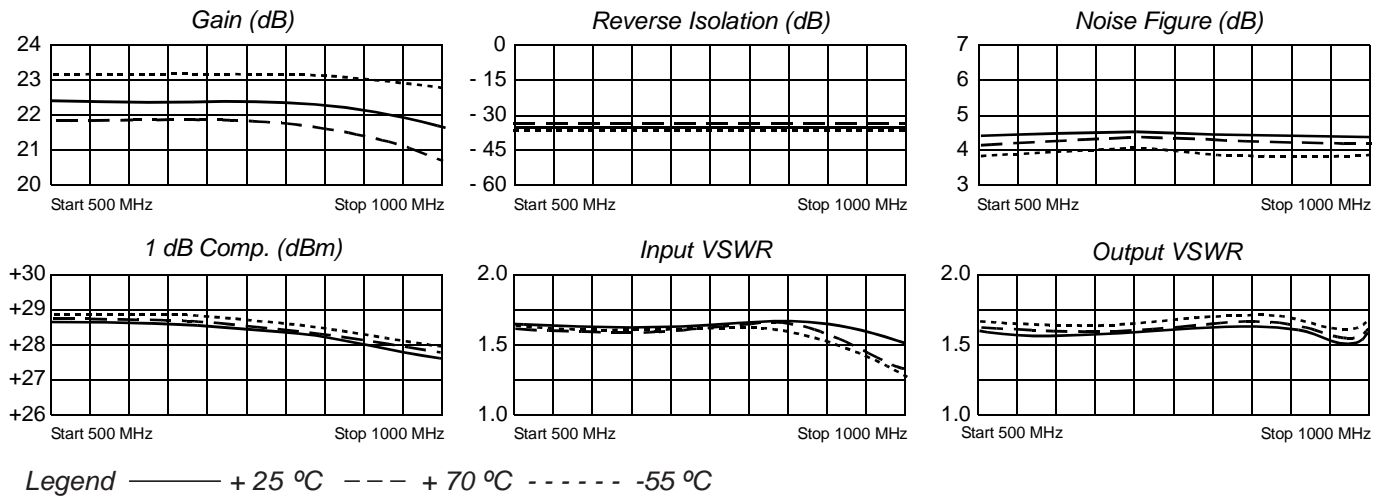 Gain (dB)
24
23
22
21
20
Start 500 MHz Stop 1000 MHz
Reverse Isolation (dB)
0
- 15
- 30
- 45
- 60
Start 500 MHz Stop 1000 MHz
Noise Figure (dB)
7
6
5
4
3
Start 500 MHz Stop 1000 MHz
1 dB Comp. (dBm)
+30
+29
+28
+27
+26
Start 500 MHz Stop 1000 MHz
Input VSWR
2.0
1.5
1.0
Start 500 MHz Stop 1000 MHz
Output VSWR
2.0
1.5
1.0
Start 500 MHz Stop 1000 MHz
Legend + 25 ºC + 70 ºC -55 ºC